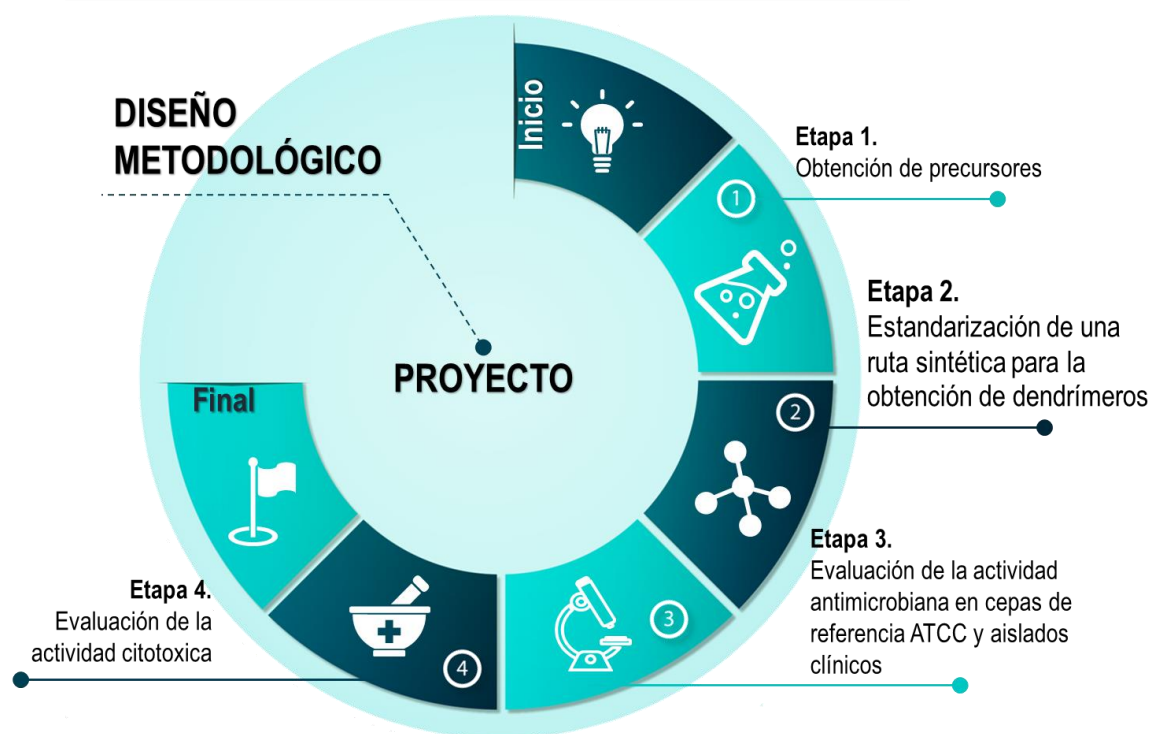 DISEÑO
METODOLÓGICO
Inicio
Etapa 1.
Obtención de precursores
1
Etapa 2.
Estandarización de una
ruta sintética para la
obtención de dendrímeros
2
PROYECTO
Final
Etapa 3.
Evaluación de la actividad
antimicrobiana en cepas de
referencia ATCC y aislados
clínicos
3
Etapa 4.
Evaluación de la
actividad citotoxica
4